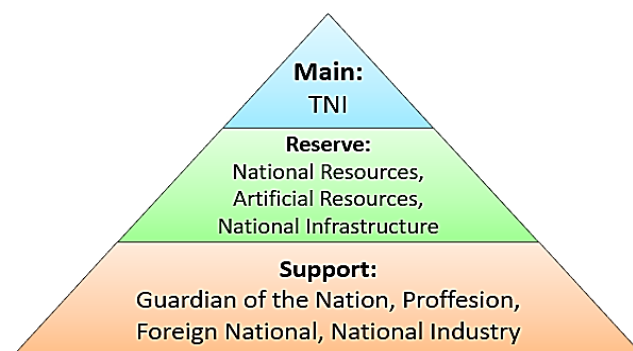 Main:
TNI
Reserve:
National Resources,
Artificial Resources,
National Infrastructure
Support:
Guardian of the Nation, Proffesion,
Foreign National, National Industry